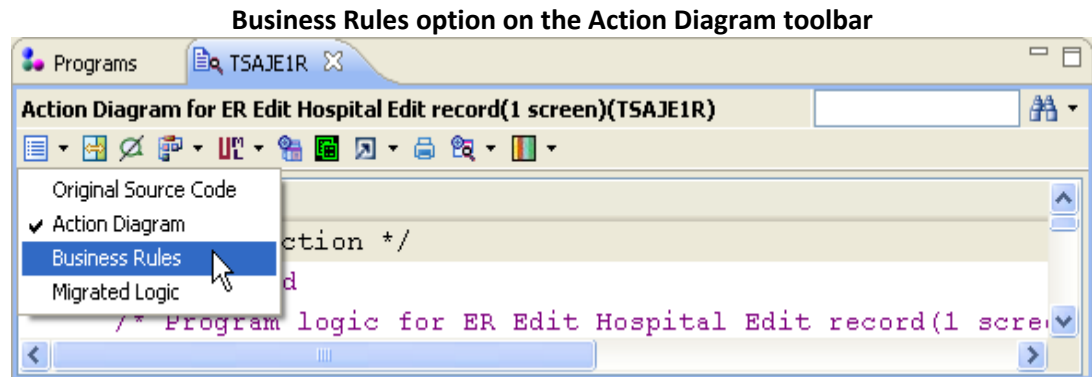 Business Rules option on the Action Diagram toolbar
Programs TSAJE1R
Action Diagram for ER Edit Hospital Edit record(1 screen)(TSAJE1R)
Original Source Code
Action Diagram
ction */
Business Rules
d
Migrated Logic
/* Program logic for ER Edit Hospital Edit record(1 scre